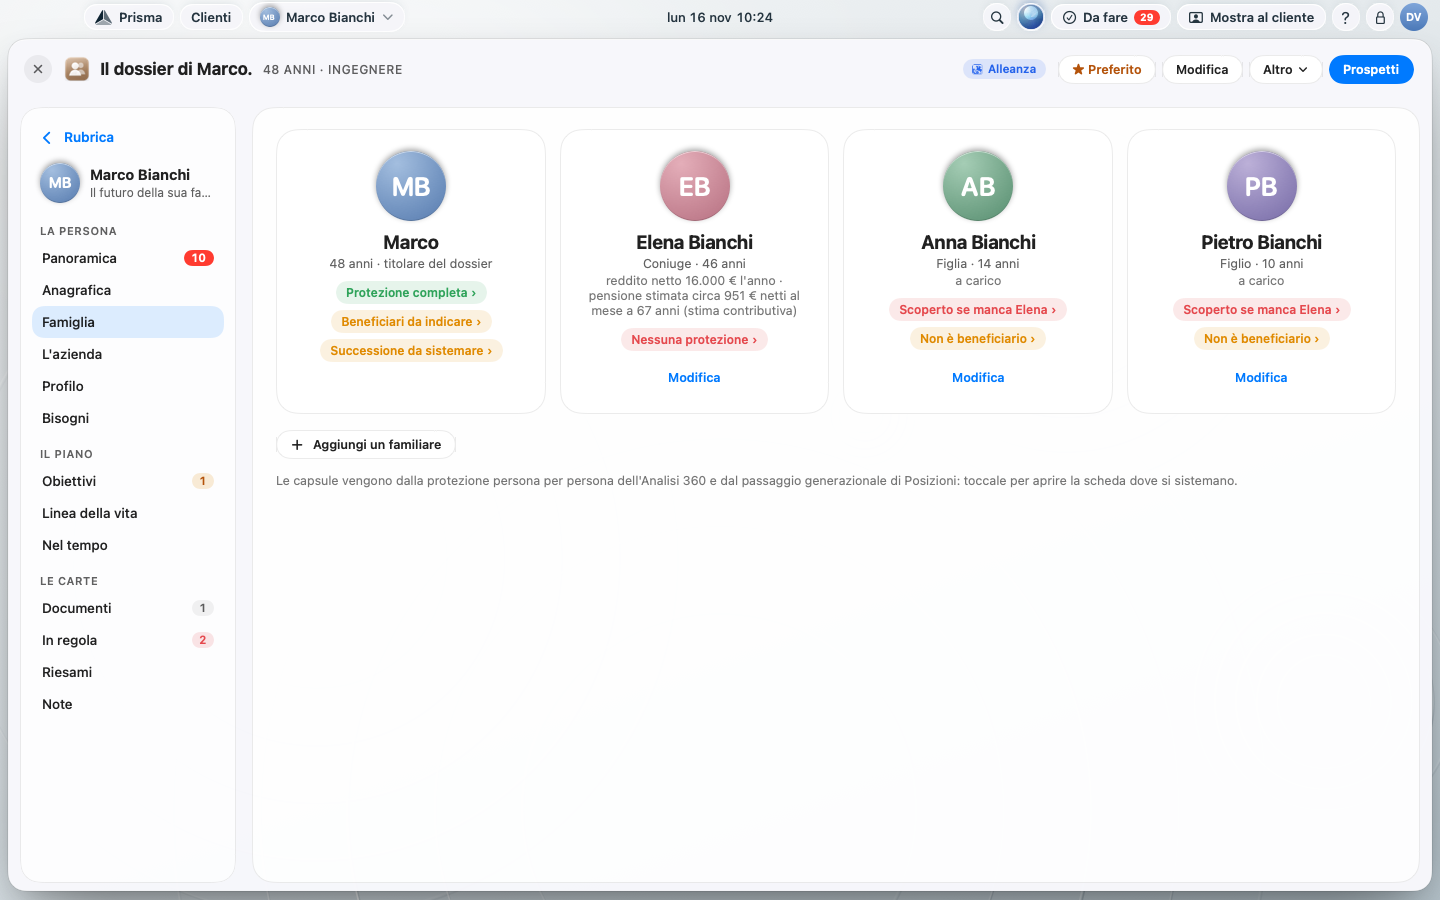 Prisma
Clienti
MB Marco Bianchi
lun 16 nov 10:24
Da fare 29
Mostra al cliente
?
DV
Il dossier di Marco.
48 ANNI · INGEGNERE
Alleanza
Preferito
Modifica
Altro
Prospetti
Rubrica
MB
Marco Bianchi
Il futuro della sua fa...
LA PERSONA
Panoramica 10
Anagrafica
Famiglia
L'azienda
Profilo
Bisogni
IL PIANO
Obiettivi 1
Linea della vita
Nel tempo
LE CARTE
Documenti 1
In regola 2
Riesami
Note
MB
Marco
48 anni · titolare del dossier
Protezione completa ›
Beneficiari da indicare ›
Successione da sistemare ›
EB
Elena Bianchi
Coniuge · 46 anni
reddito netto 16.000 € l'anno ·
pensione stimata circa 951 € netti al
mese a 67 anni (stima contributiva)
Nessuna protezione ›
Modifica
AB
Anna Bianchi
Figlia · 14 anni
a carico
Scoperto se manca Elena ›
Non è beneficiario ›
Modifica
PB
Pietro Bianchi
Figlio · 10 anni
a carico
Scoperto se manca Elena ›
Non è beneficiario ›
Modifica
+ Aggiungi un familiare
Le capsule vengono dalla protezione persona per persona dell'Analisi 360 e dal passaggio generazionale di Posizioni: toccale per aprire la scheda dove si sistemano.